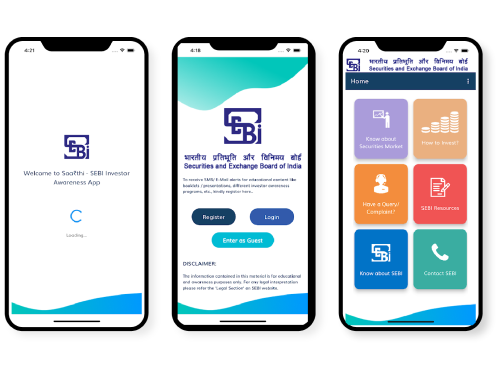 4:21
Welcome to Saa?thi - SEBI Investor
Awareness App
Loading...
4:18
SEBI
भारतीय प्रतिभूति और विनिमय बोर्ड
Securities and Exchange Board of India
To receive SMS/ E-Mail alerts for educational content like
booklets / presentations, different investor awareness
programs, etc., kindly register here..
Register
Login
Enter as Guest
DISCLAIMER:
The information contained in this material is for educational
and awareness purposes only. For any legal interpretation
please refer the 'Legal Section' on SEBI website.
4:20
भारतीय प्रतिभूति और विनिमय बोर्ड
Securities and Exchange Board of India
Home
Know about
Securities Market
How to Invest?
Have a Query/
Complaint?
SEBI Resources
Know about SEBI
Contact SEBI